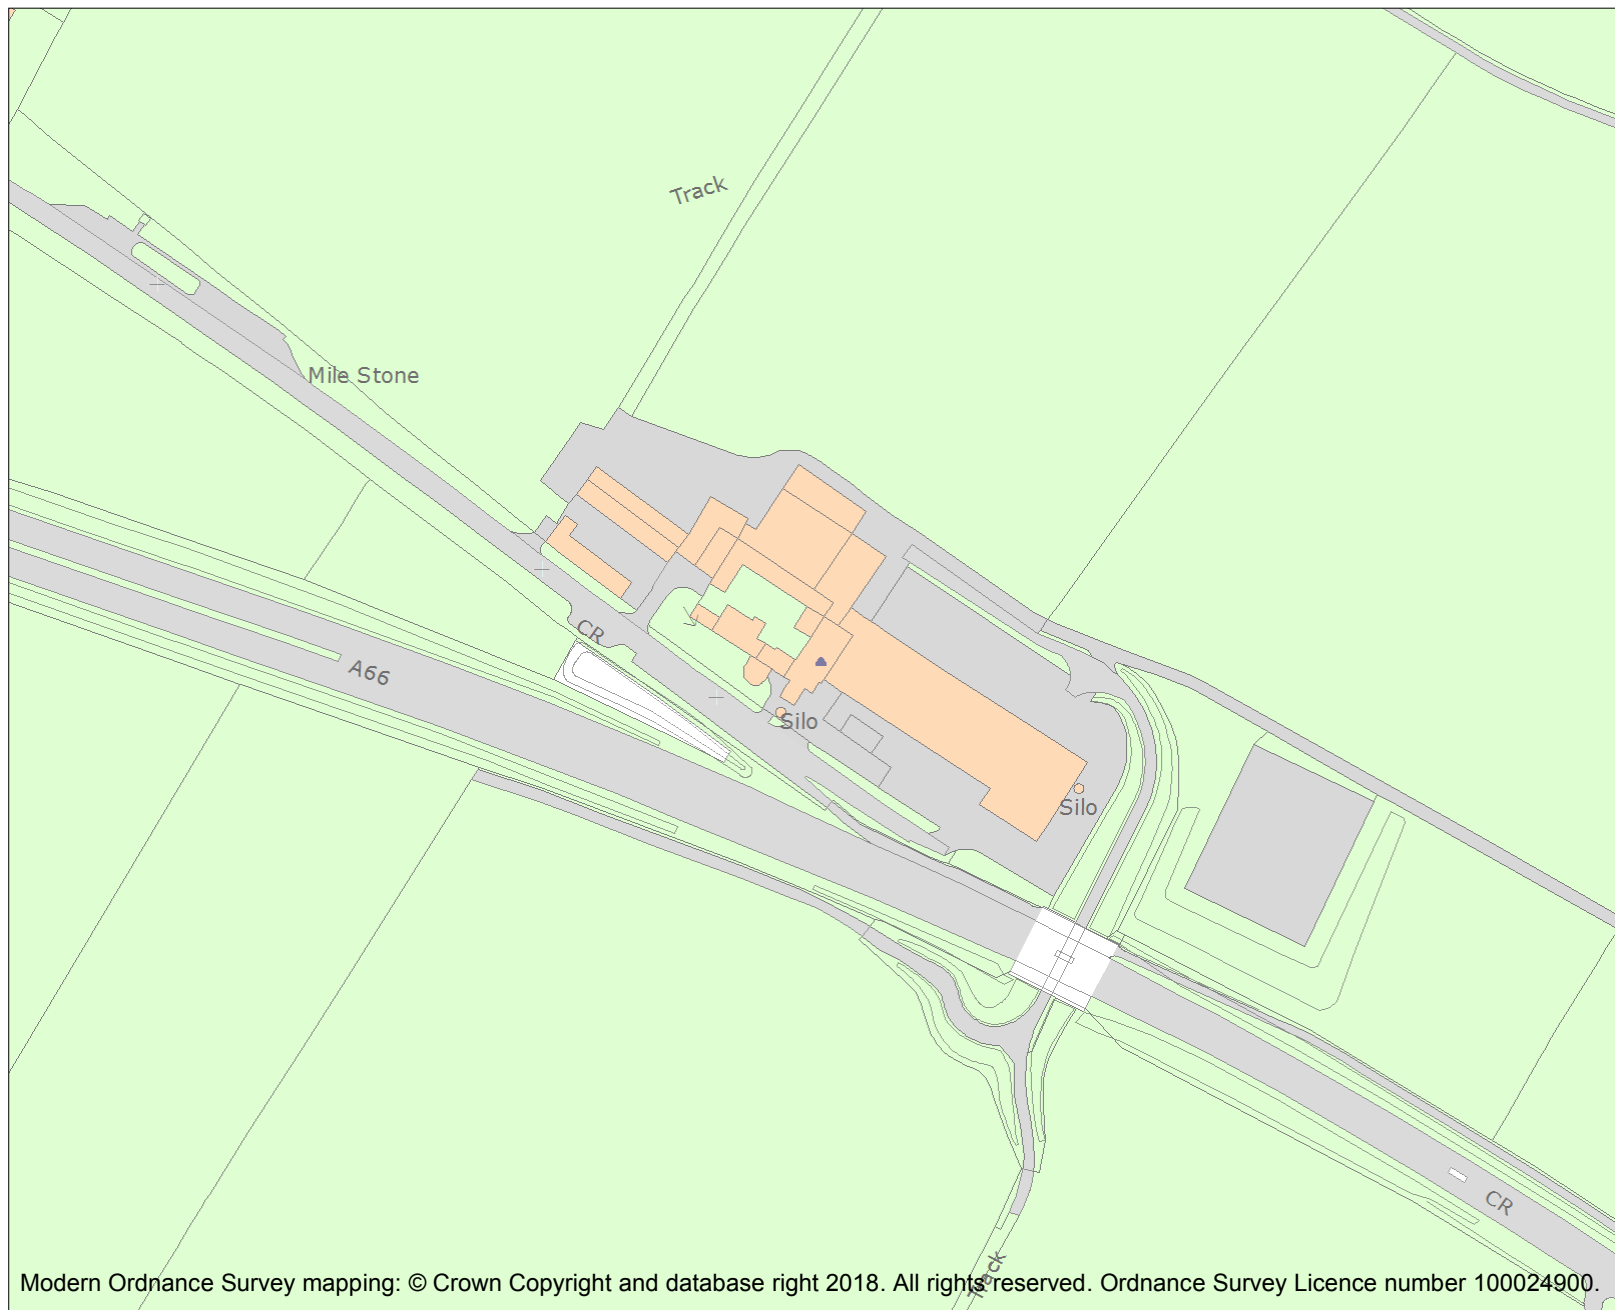 Track
Mile Stone
CR
A66
Silo
Silo
CR
Track
Modern Ordnance Survey mapping: © Crown Copyright and database right 2018. All rights reserved. Ordnance Survey Licence number 100024900.